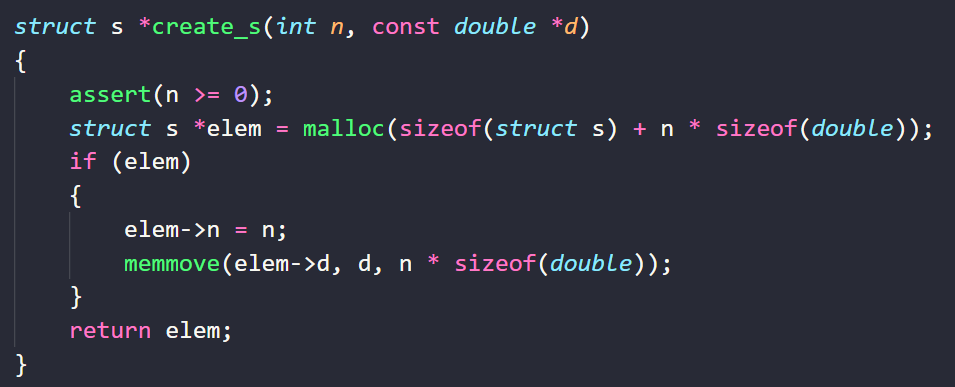 struct s *create_s(int n, const double *d)
{
    assert(n >= 0);
    struct s *elem = malloc(sizeof(struct s) + n * sizeof(double));
    if (elem)
    {
        elem->n = n;
        memmove(elem->d, d, n * sizeof(double));
    }
    return elem;
}